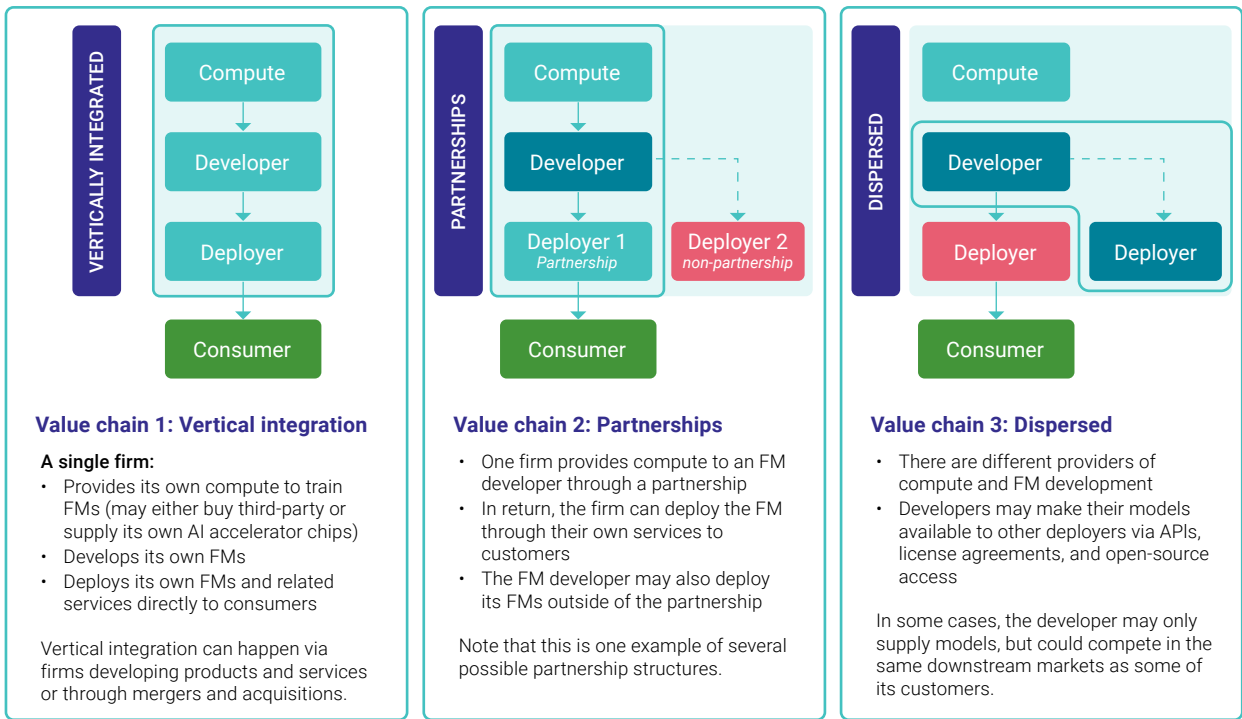 VERTICALLY INTEGRATED
Compute
Developer
Deployer
Consumer
Value chain 1: Vertical integration
A single firm:
• Provides its own compute to train
FMs (may either buy third-party or
supply its own AI accelerator chips)
• Develops its own FMs
• Deploys its own FMs and related
services directly to consumers
Vertical integration can happen via
firms developing products and services
or through mergers and acquisitions.
PARTNERSHIPS
Compute
Developer
Deployer 1
Partnership
Deployer 2
non-partnership
Consumer
Value chain 2: Partnerships
• One firm provides compute to an FM
developer through a partnership
• In return, the firm can deploy the FM
through their own services to
customers
• The FM developer may also deploy
its FMs outside of the partnership
Note that this is one example of several
possible partnership structures.
DISPERSED
Compute
Developer
Deployer
Deployer
Consumer
Value chain 3: Dispersed
• There are different providers of
compute and FM development
• Developers may make their models
available to other deployers via APIs,
license agreements, and open-source
access
In some cases, the developer may only
supply models, but could compete in the
same downstream markets as some of
its customers.